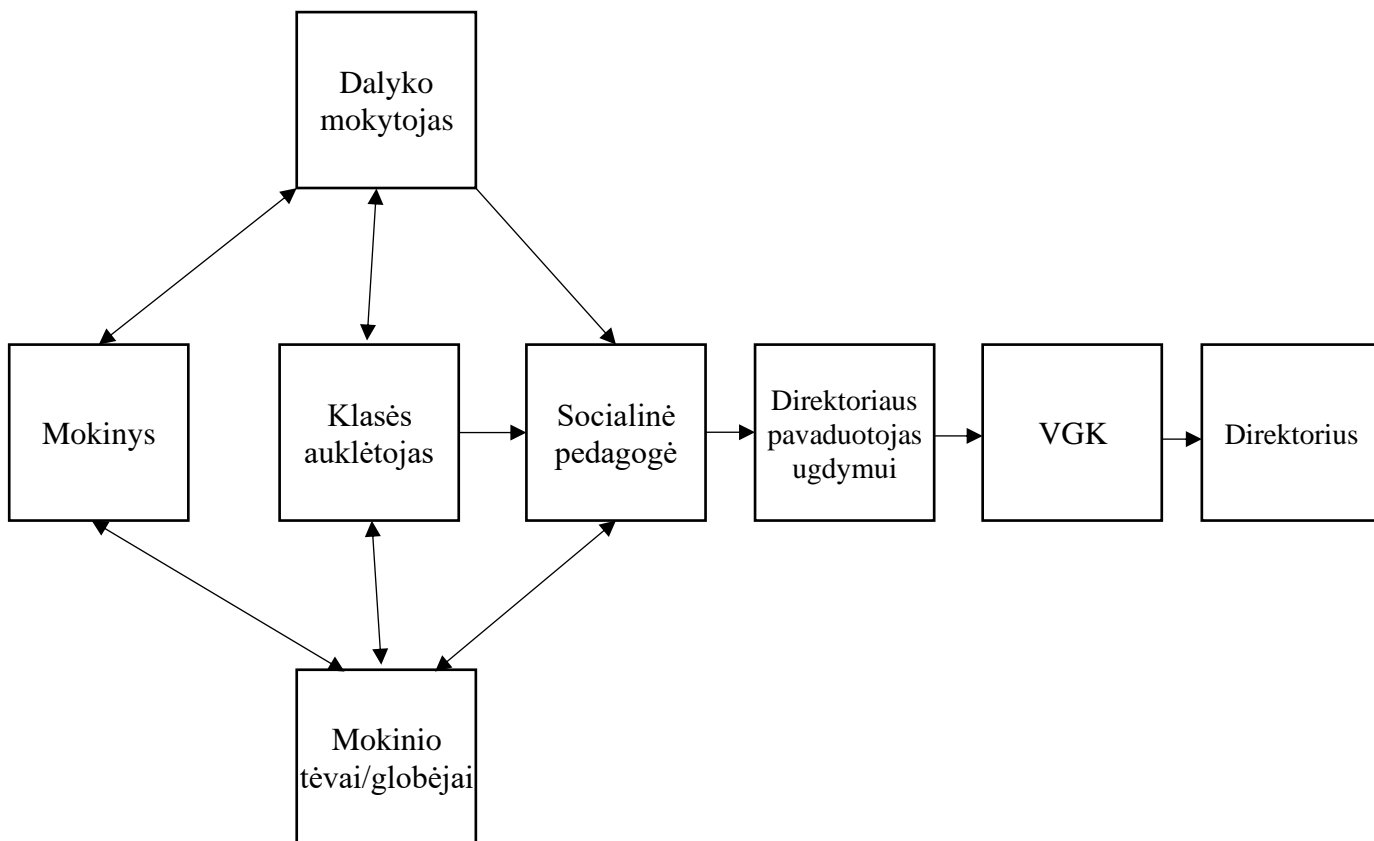 Dalyko
mokytojas
Mokinys
Klasės
auklėtojas
Socialinė
pedagogė
Direktoriaus
pavaduotojas
ugdymui
VGK
Direktorius
Mokinio
tėvai/globėjai